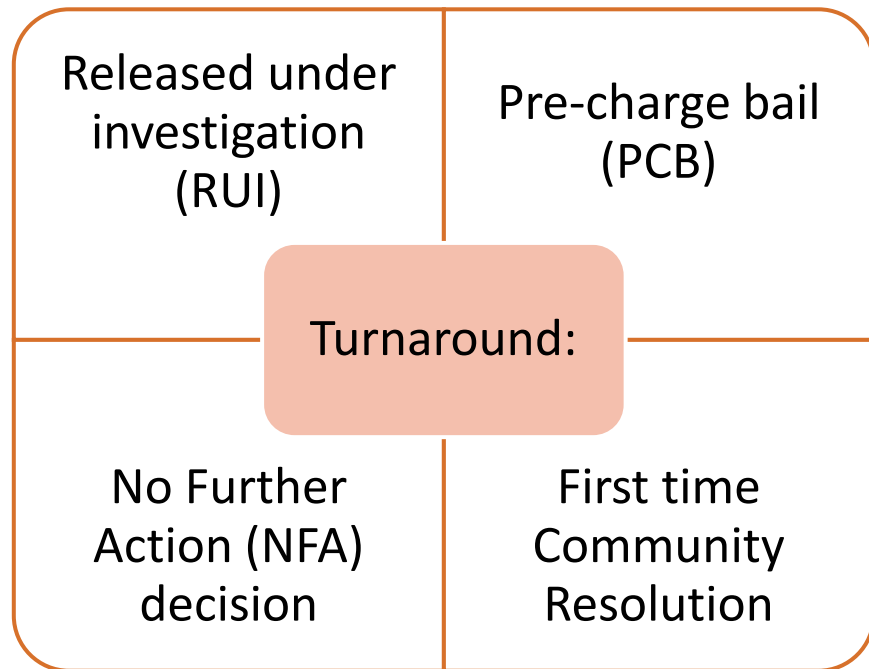 Released under
investigation
(RUI)
Pre-charge bail
(PCB)
Turnaround:
No Further
Action (NFA)
decision
First time
Community
Resolution